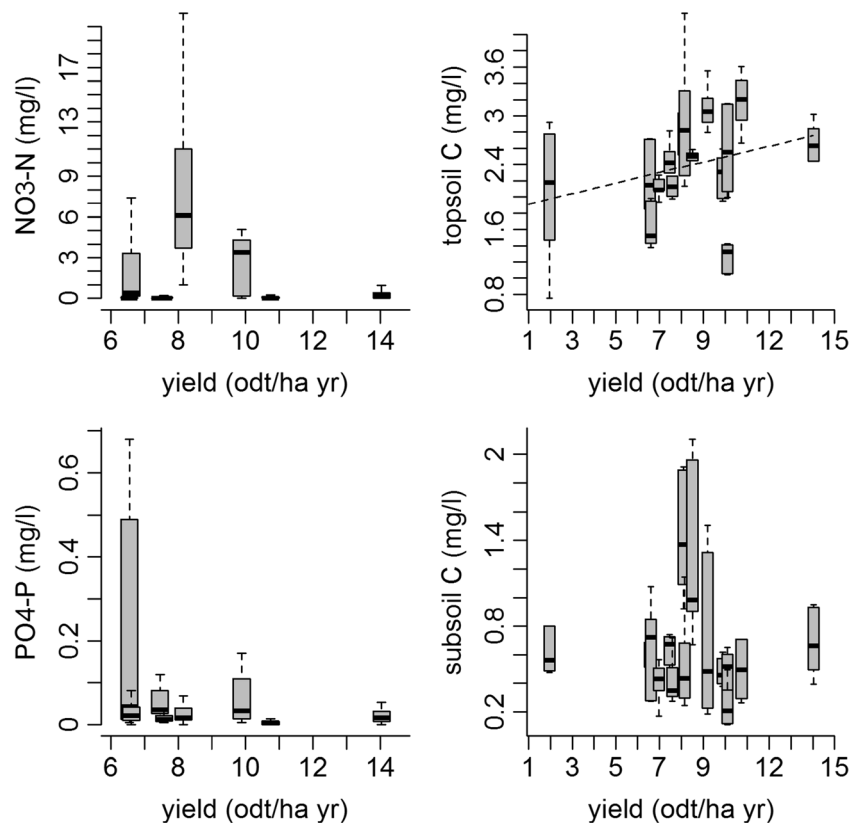 NO3-N (mg/l)
17
13
9
6
3
0
6 8 10 12 14
yield (odt/ha yr)
topsoil C (mg/l)
3.6
3
2.4
1.6
0.8
1 3 5 7 9 12 15
yield (odt/ha yr)
PO4-P (mg/l)
0.6
0.4
0.2
0
6 8 10 12 14
yield (odt/ha yr)
subsoil C (mg/l)
2
1.4
0.8
0.2
1 3 5 7 9 12 15
yield (odt/ha yr)